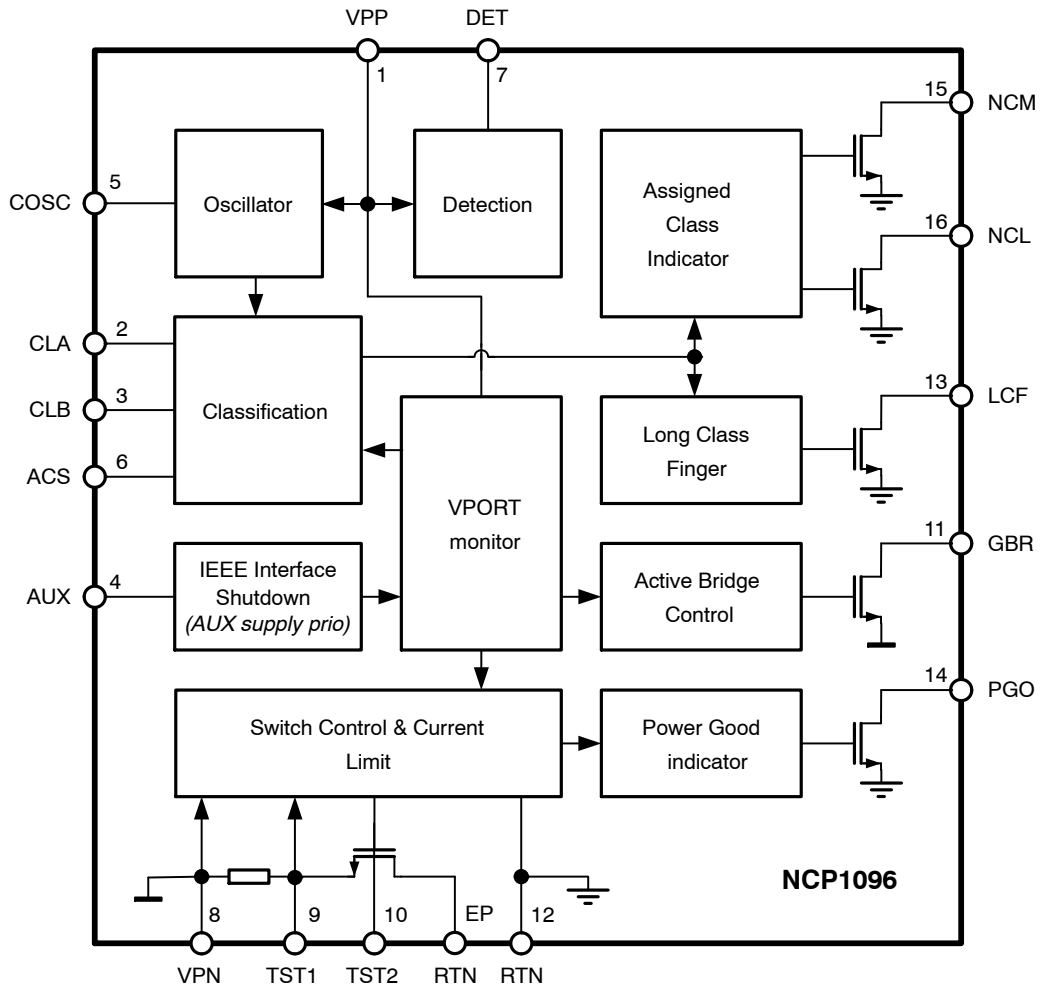 VPP
DET
1
7
15
NCM
5
COSC
Oscillator
Detection
Assigned
Class
Indicator
16
NCL
2
CLA
3
CLB
Classification
6
ACS
13
LCF
Long Class
Finger
VPORT
monitor
11
GBR
4
AUX
IEEE Interface
Shutdown
(AUX supply prio)
Active Bridge
Control
14
PGO
Switch Control & Current
Limit
Power Good
indicator
NCP1096
8
9
10
EP
12
VPN
TST1
TST2
RTN
RTN